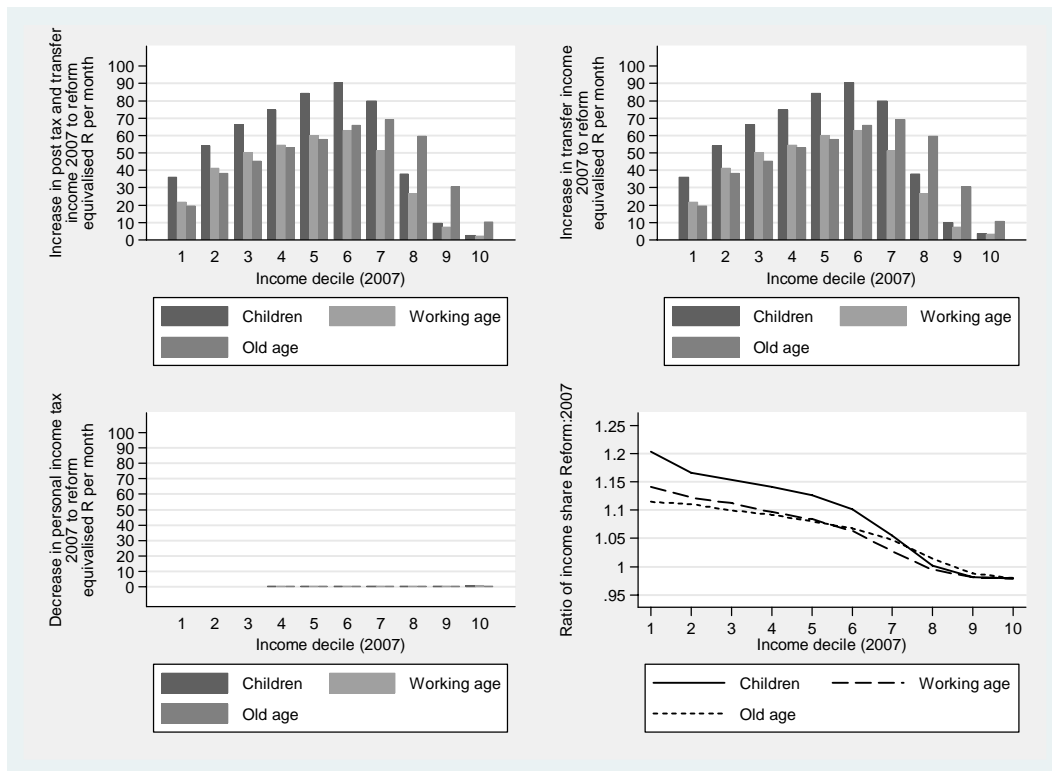 Increase in post tax and transfer
income 2007 to reform
equivalised R per month
100
90
80
70
60
50
40
30
20
10
0
1 2 3 4 5 6 7 8 9 10
Income decile (2007)
Children Working age
Old age
Increase in transfer income
2007 to reform
equivalised R per month
100
90
80
70
60
50
40
30
20
10
0
1 2 3 4 5 6 7 8 9 10
Income decile (2007)
Children Working age
Old age
Decrease in personal income tax
2007 to reform
equivalised R per month
100
90
80
70
60
50
40
30
20
10
0
1 2 3 4 5 6 7 8 9 10
Income decile (2007)
Children Working age
Old age
Ratio of income share Reform:2007
1.25
1.2
1.15
1.1
1.05
1
.95
1 2 3 4 5 6 7 8 9 10
Income decile (2007)
Children Working age
Old age